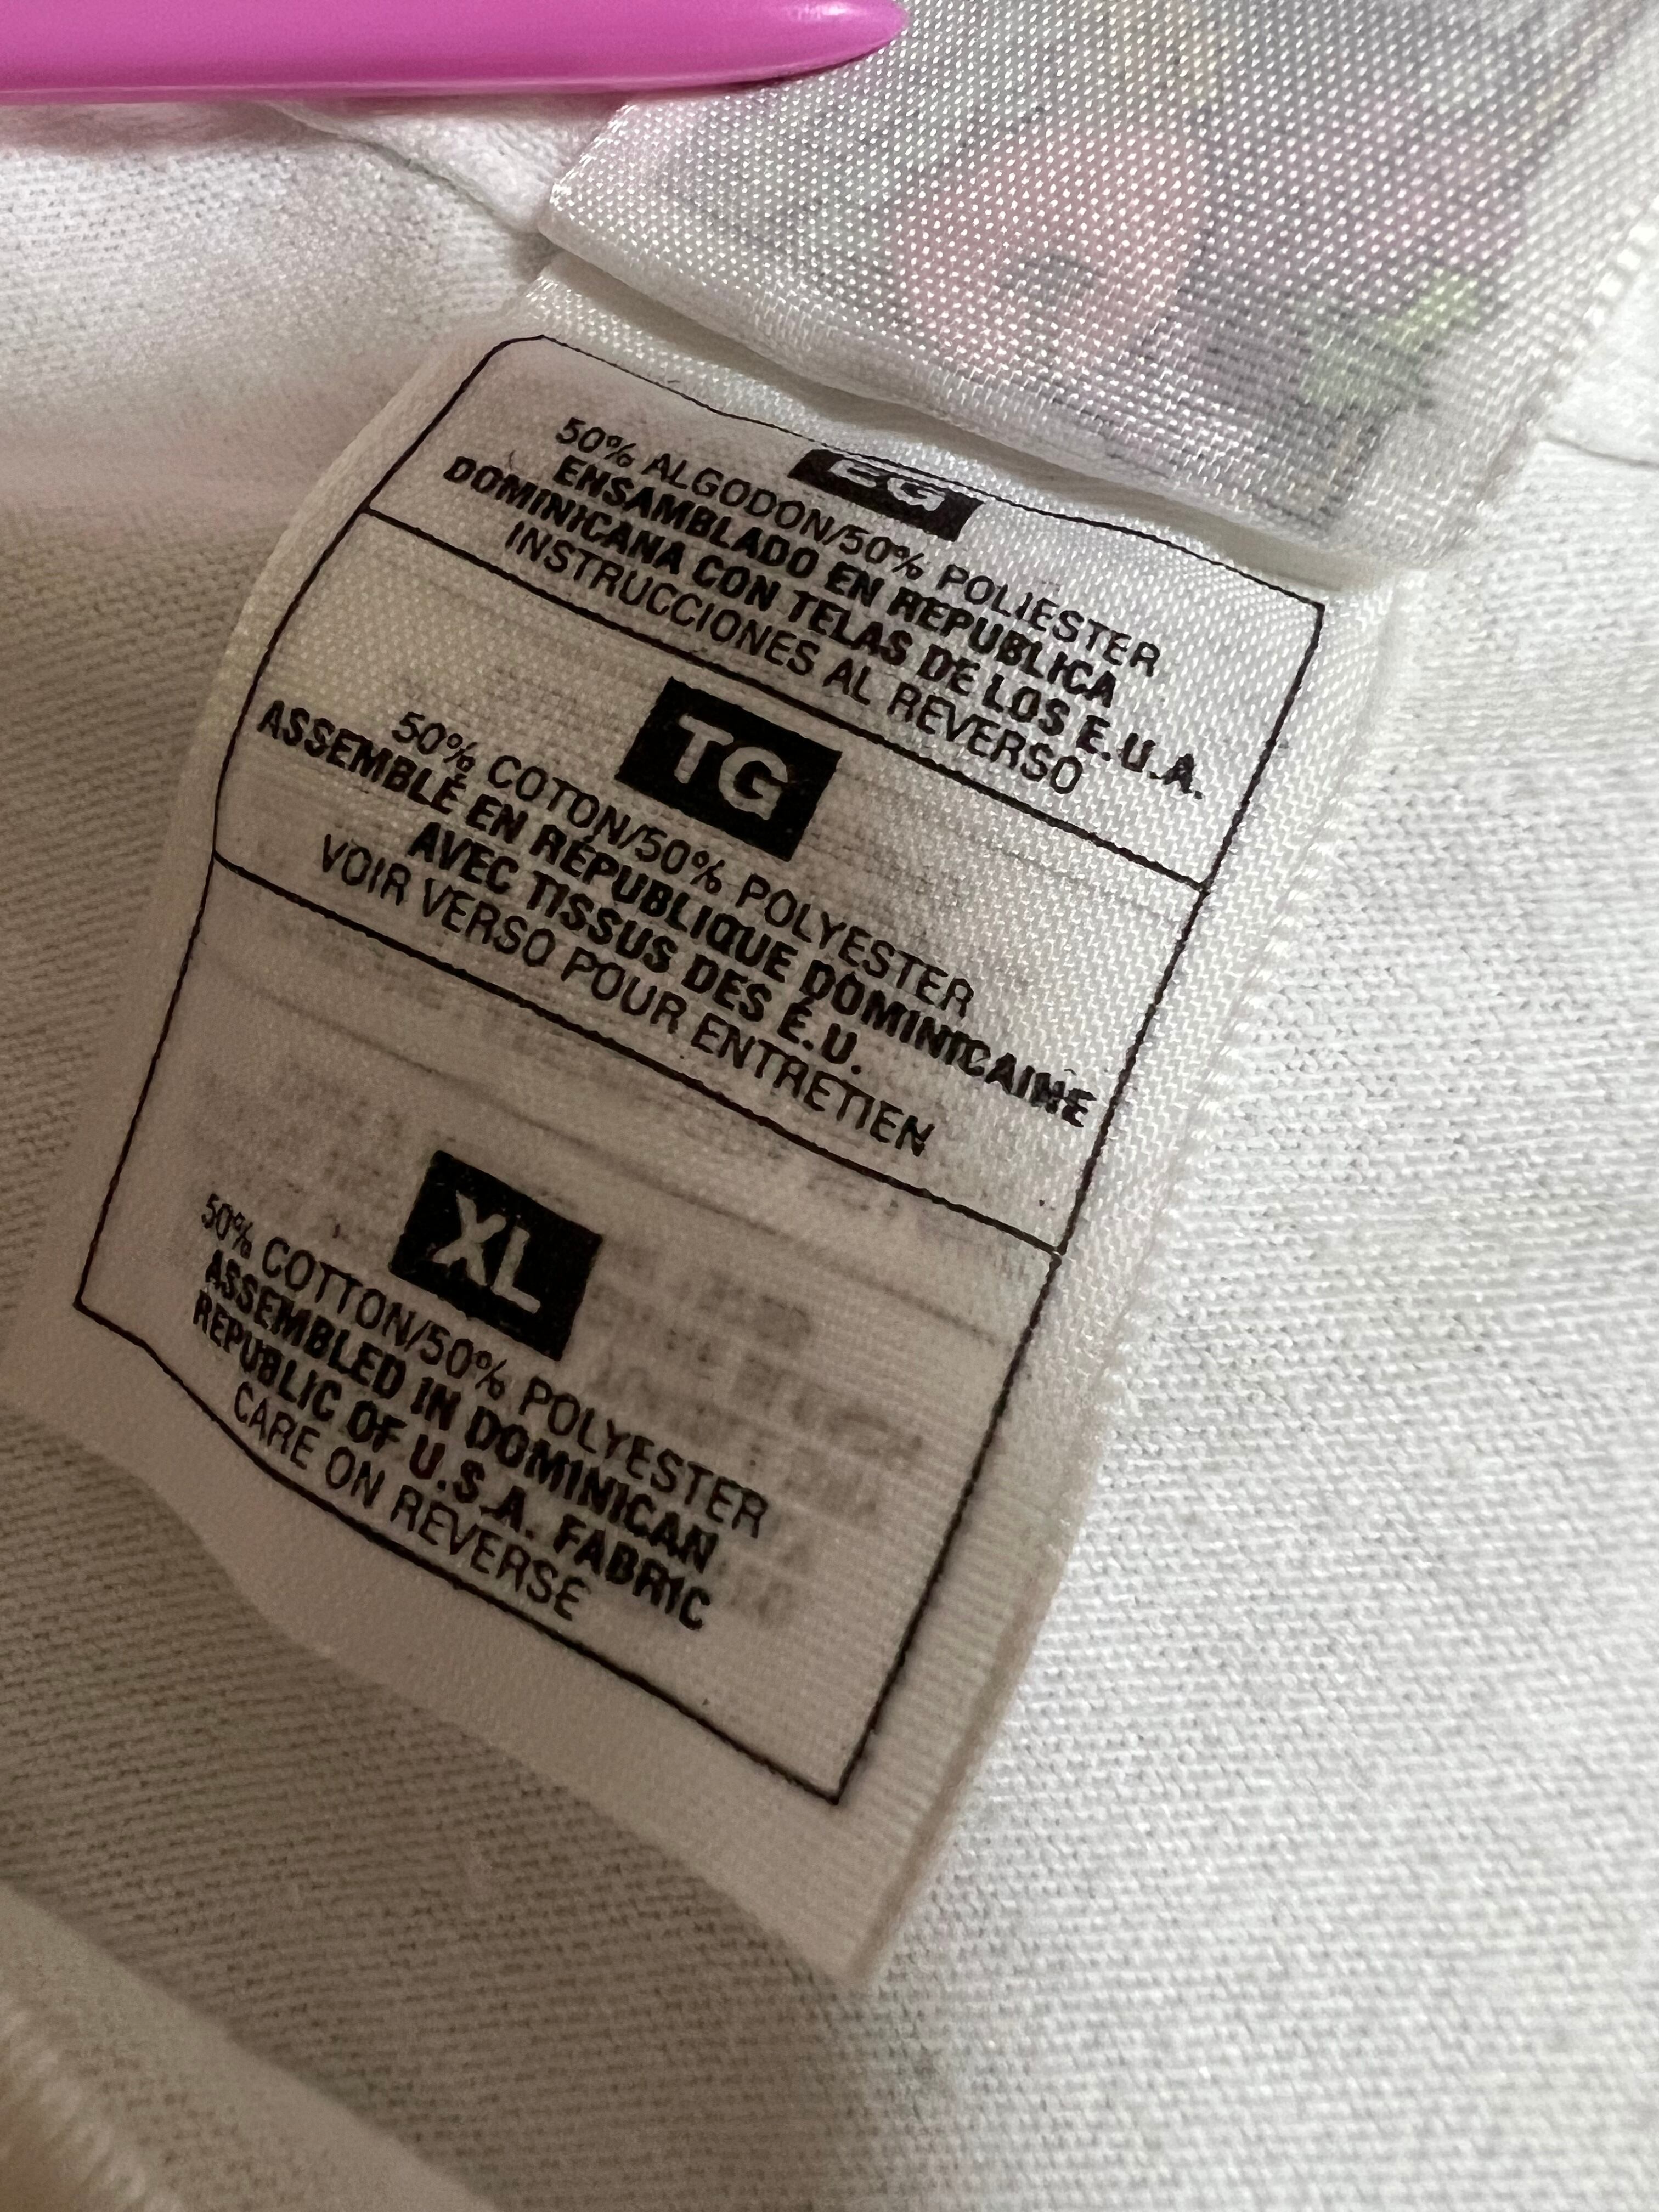 EG
50% ALGODON/50% POLIESTER
ENSAMBLADO EN REPUBLICA
DOMINICANA CON TELAS DE LOS E.U.A.
INSTRUCCIONES AL REVERSO
TG
50% COTON/50% POLYESTER
ASSEMBLÉ EN RÉPUBLIQUE DOMINICAINE
AVEC TISSUS DES É.U.
VOIR VERSO POUR ENTRETIEN
XL
50% COTTON/50% POLYESTER
ASSEMBLED IN DOMINICAN
REPUBLIC OF U.S.A. FABRIC
CARE ON REVERSE